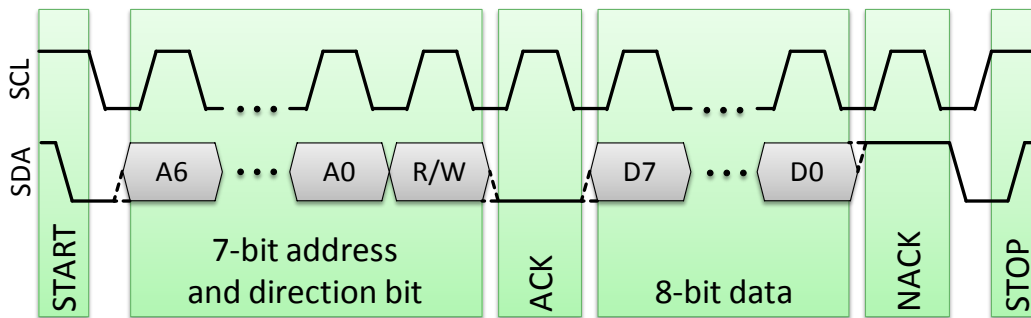 SCL
SDA
A6
A0
R/W
D7
D0
START
7-bit address
and direction bit
ACK
8-bit data
NACK
STOP